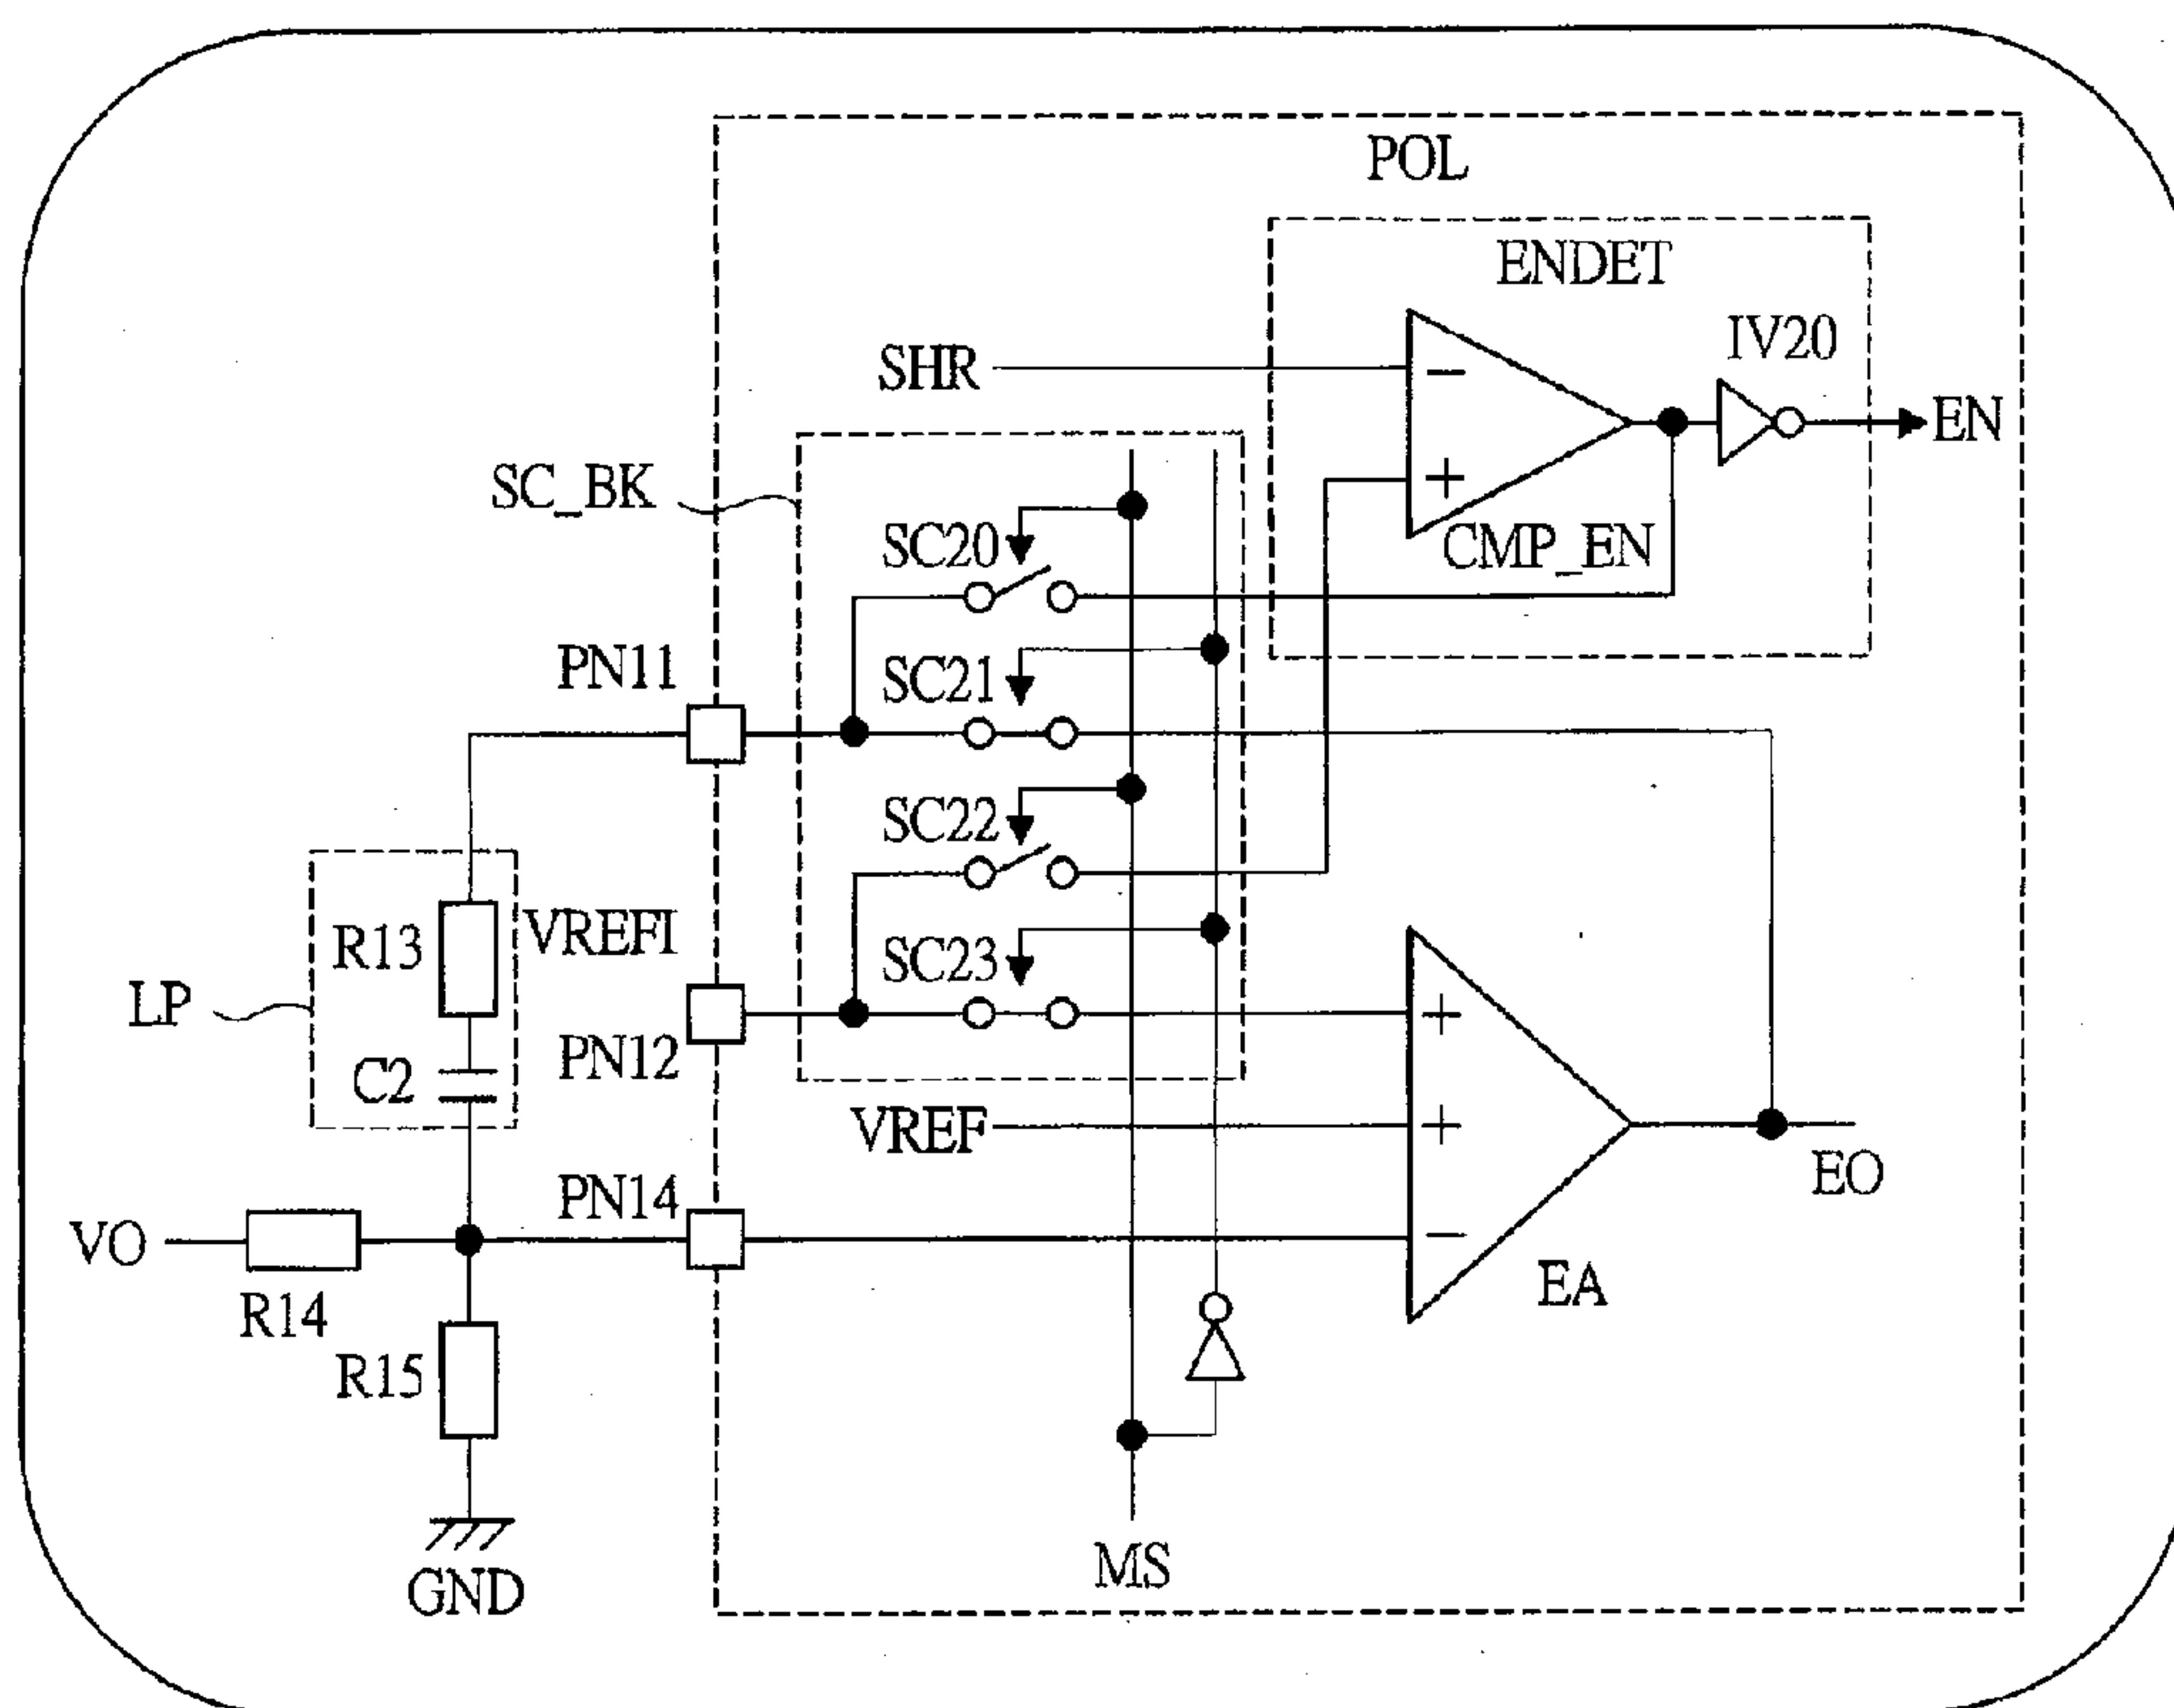 POL
ENDET
IV20
SHR
−
EN
SC_BK
+
SC20
CMP_EN
PN11
SC21
SC22
R13
VREFI
SC23
LP
+
C2
PN12
VREF
+
EO
PN14
VO
−
EA
R14
R15
MS
GND